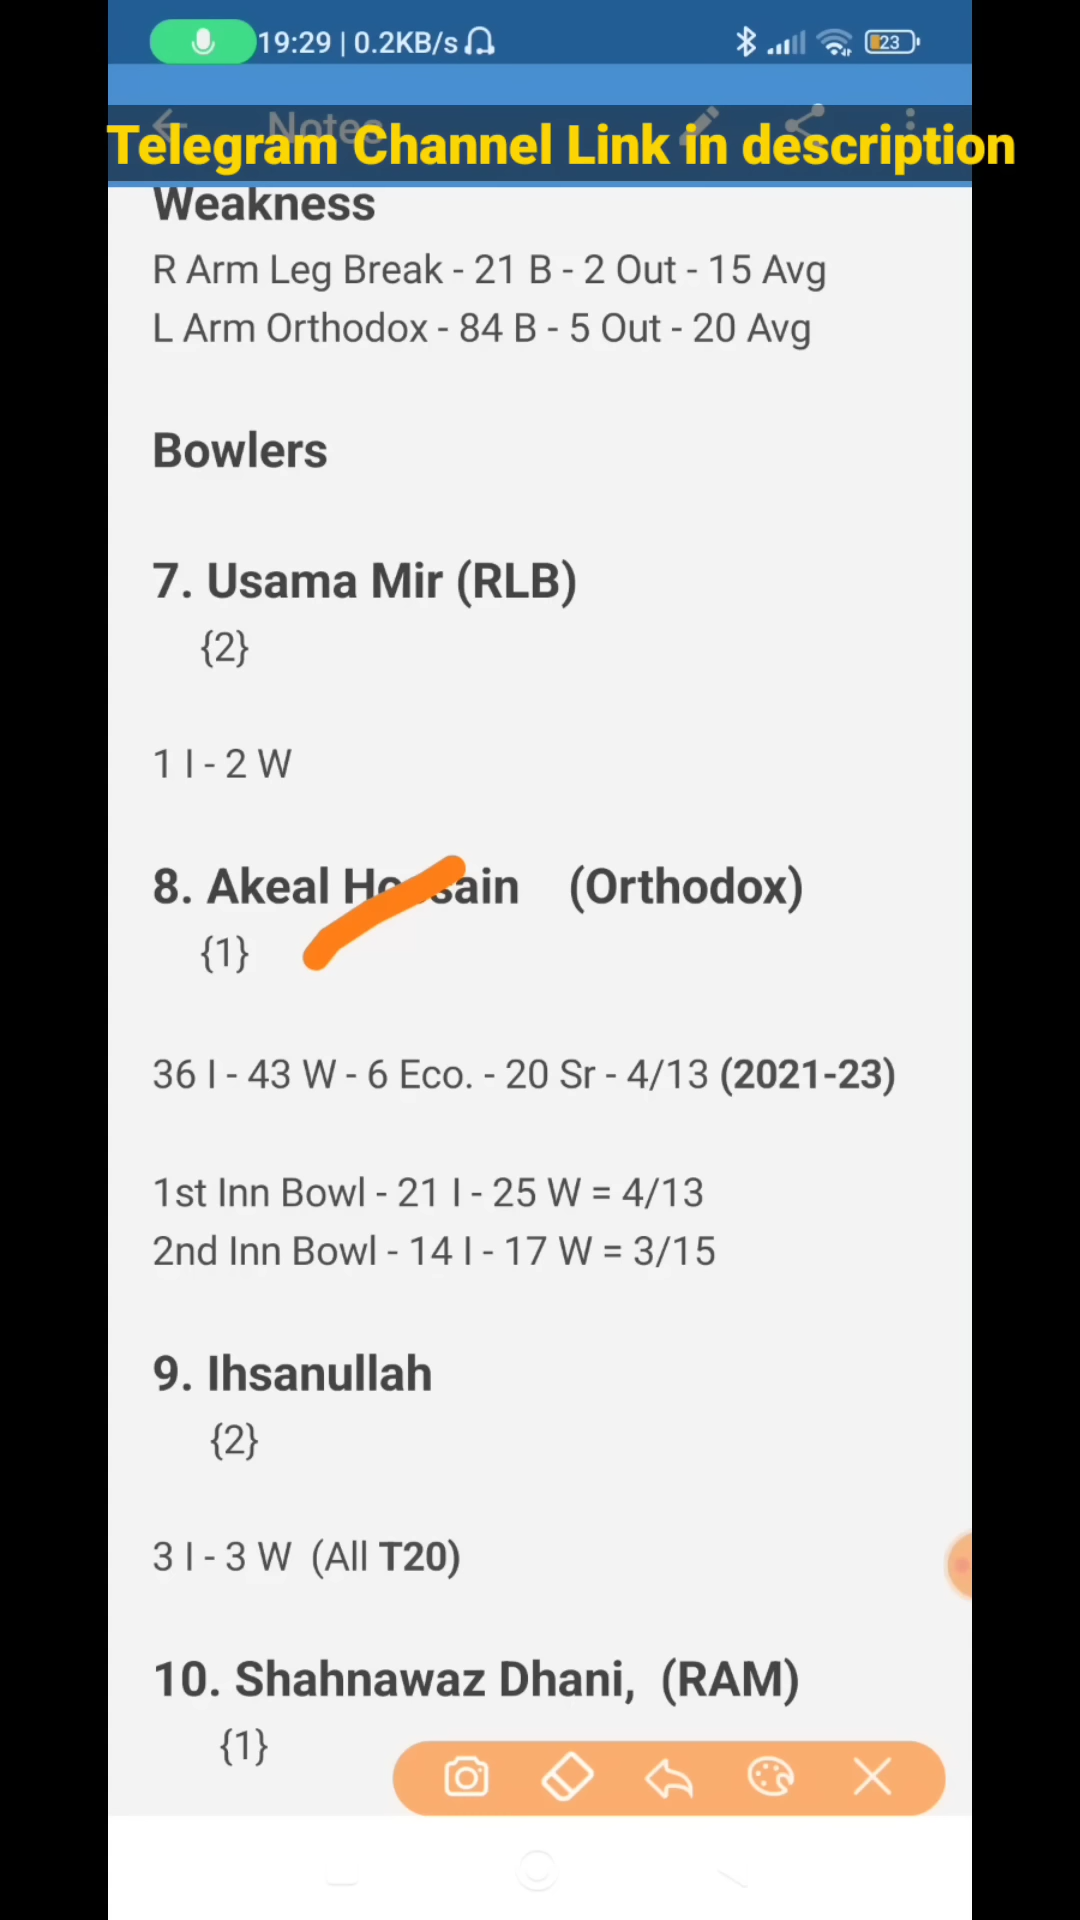 19:29 | 0.2KB/s
23
Notes
Telegram Channel Link in description
Weakness
R Arm Leg Break - 21 B - 2 Out - 15 Avg
L Arm Orthodox - 84 B - 5 Out - 20 Avg
Bowlers
7. Usama Mir (RLB)
{2}
1 I - 2 W
8. Akeal Hossain (Orthodox)
{1}
36 I - 43 W - 6 Eco. - 20 Sr - 4/13 (2021-23)
1st Inn Bowl - 21 I - 25 W = 4/13
2nd Inn Bowl - 14 I - 17 W = 3/15
9. Ihsanullah
{2}
3 I - 3 W (All T20)
10. Shahnawaz Dhani, (RAM)
{1}